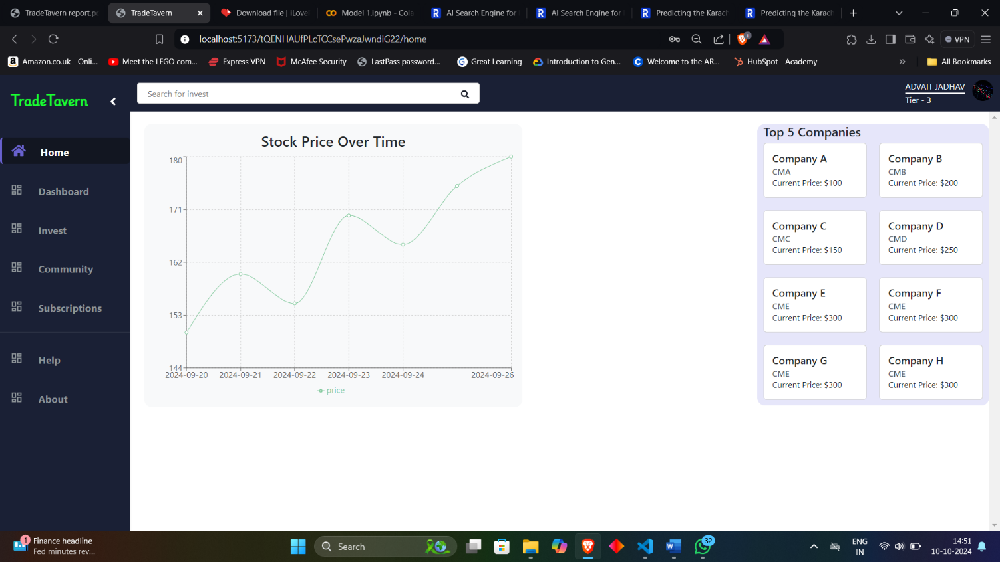 TradeTavern report.p
TradeTavern
Download file | iLove
Model 1.ipynb - Cola
AI Search Engine for
AI Search Engine for
Predicting the Karach
Predicting the Karach
localhost:5173/tQENHAUfPLcTCCsePwzaJwndiG22/home
1
VPN
Amazon.co.uk - Onli...
Meet the LEGO com...
Express VPN
McAfee Security
LastPass password...
Great Learning
Introduction to Gen...
Welcome to the AR...
HubSpot - Academy
All Bookmarks
TradeTavern
Search for invest
ADVAIT JADHAV
Tier - 3
Home
Dashboard
Invest
Community
Subscriptions
Help
About
Stock Price Over Time
180
171
162
153
144
2024-09-20 2024-09-21 2024-09-22 2024-09-23 2024-09-24 2024-09-26
price
Top 5 Companies
Company A
CMA
Current Price: $100
Company B
CMB
Current Price: $200
Company C
CMC
Current Price: $150
Company D
CMD
Current Price: $250
Company E
CME
Current Price: $300
Company F
CME
Current Price: $300
Company G
CME
Current Price: $300
Company H
CME
Current Price: $300
1
Finance headline
Fed minutes rev...
Search
32
ENG
IN
14:51
10-10-2024